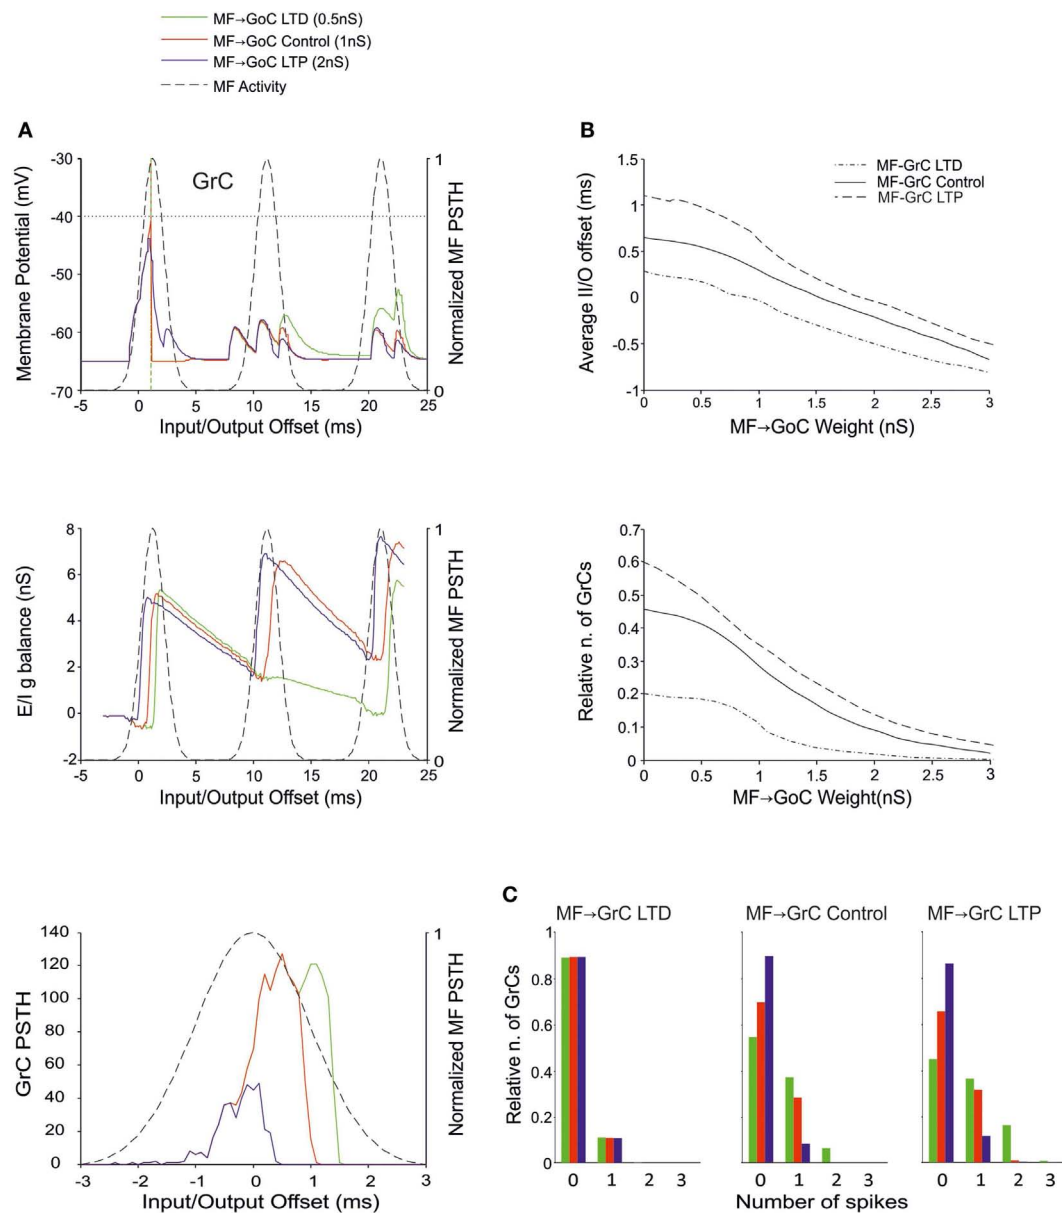 MF→GoC LTD (0.5nS)
MF→GoC Control (1nS)
MF→GoC LTP (2nS)
MF Activity
A
GrC
Membrane Potential (mV)
-30
-40
-50
-60
-70
1
0
Normalized MF PSTH
-5 0 5 10 15 20 25
Input/Output Offset (ms)
B
MF-GrC LTD
MF-GrC Control
MF-GrC LTP
Average II/O offset (ms)
1.5
1
0.5
0
-0.5
-1
0 0.5 1 1.5 2 2.5 3
MF→GoC Weight (nS)
E/I g balance (nS)
8
6
4
2
0
-2
1
0
Normalized MF PSTH
-5 0 5 10 15 20 25
Input/Output Offset (ms)
Relative n. of GrCs
0.7
0.6
0.5
0.4
0.3
0.2
0.1
0
0 0.5 1 1.5 2 2.5 3
MF→GoC Weight(nS)
GrC PSTH
140
120
100
80
60
40
20
0
1
0
Normalized MF PSTH
-3 -2 -1 0 1 2 3
Input/Output Offset (ms)
C
MF→GrC LTD
MF→GrC Control
MF→GrC LTP
Relative n. of GrCs
1
0.8
0.6
0.4
0.2
0
0 1 2 3
0 1 2 3
0 1 2 3
Number of spikes